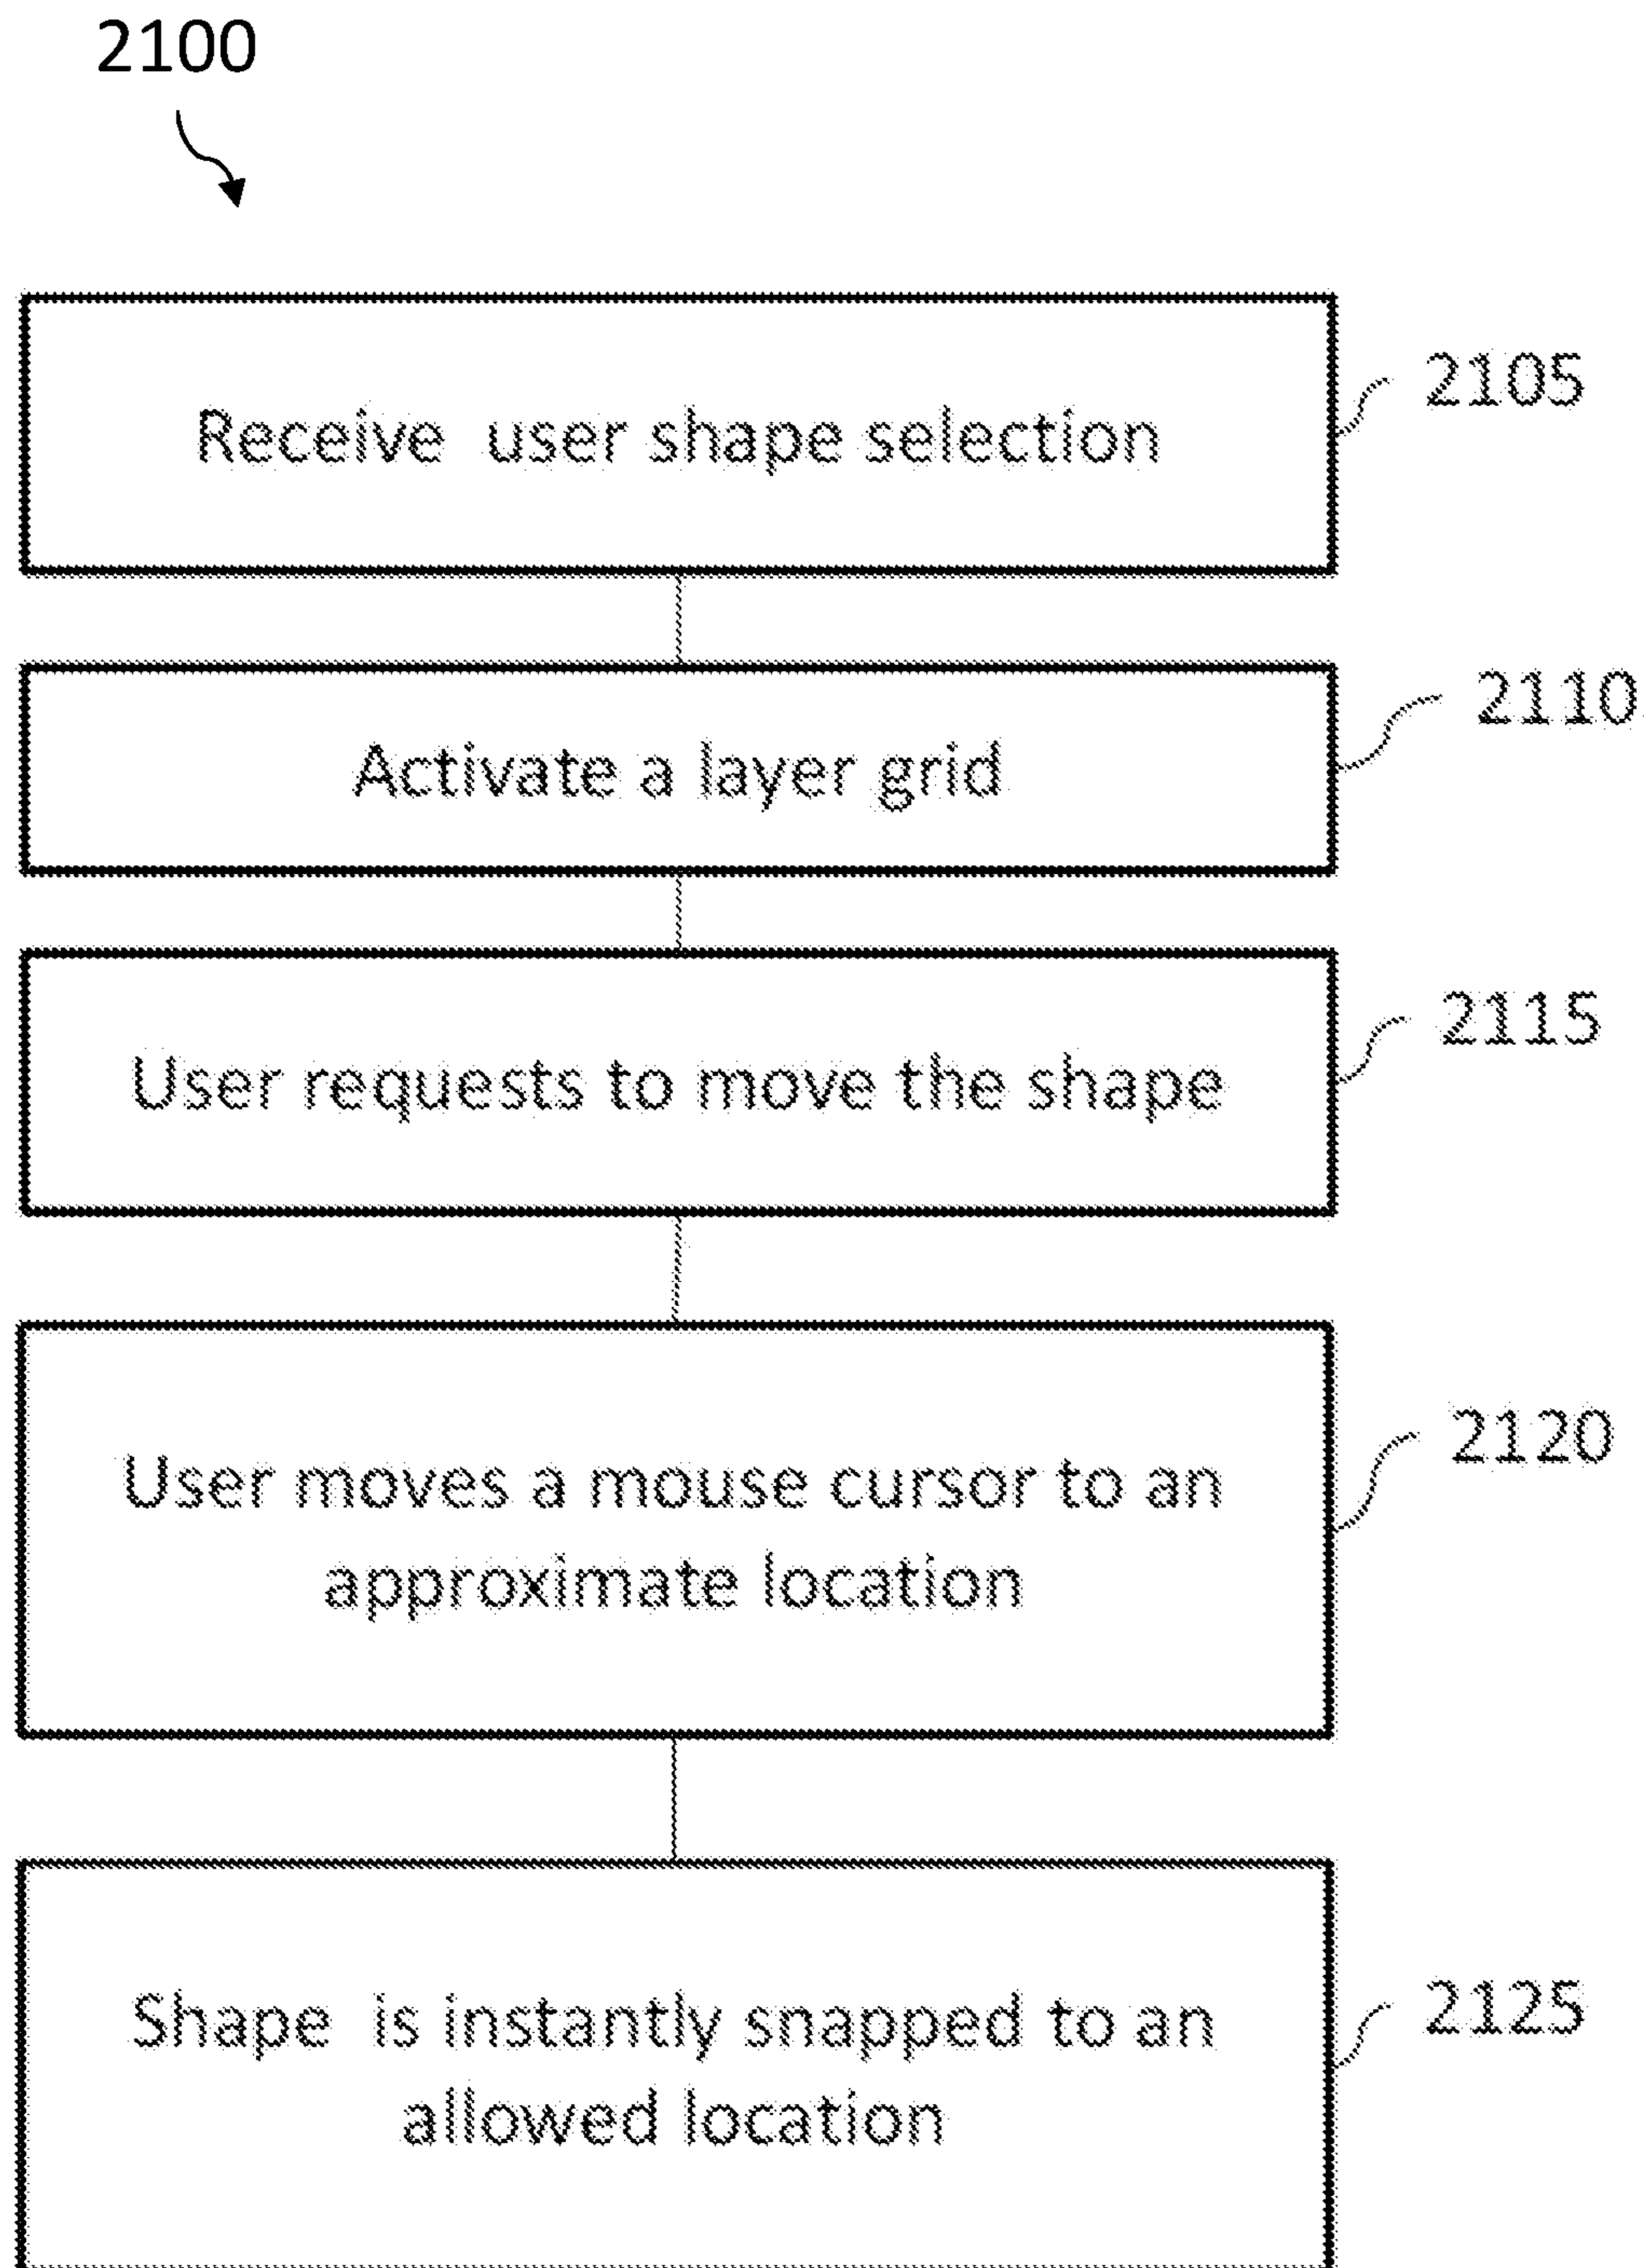 2100
Receive user shape selection
2105
Activate a layer grid
2110
User requests to move the shape
2115
User moves a mouse cursor to an
approximate location
2120
Shape is instantly snapped to an
allowed location
2125